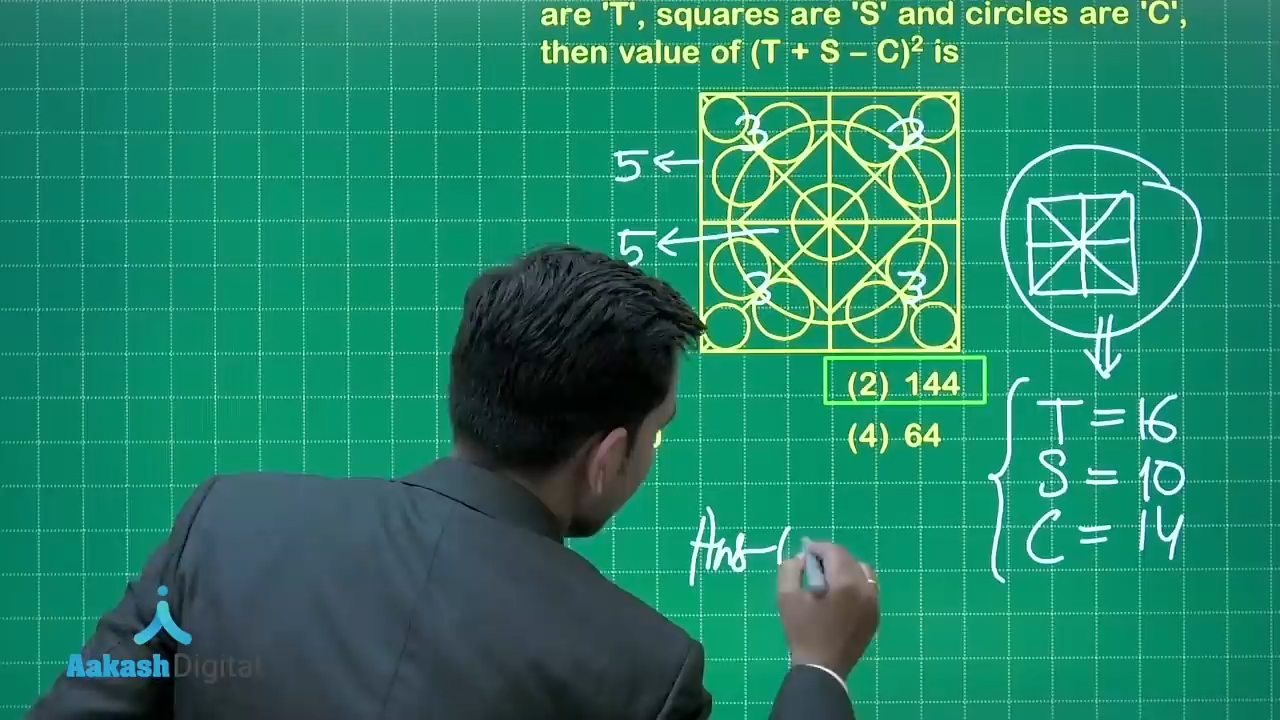 are 'T', squares are 'S' and circles are 'C',
then value of (T + S – C)² is
3 3
5 ←
5 ←
3 3
(2) 144
(4) 64
T = 16
S = 10
C = 14
Ans-(
Aakash Digital